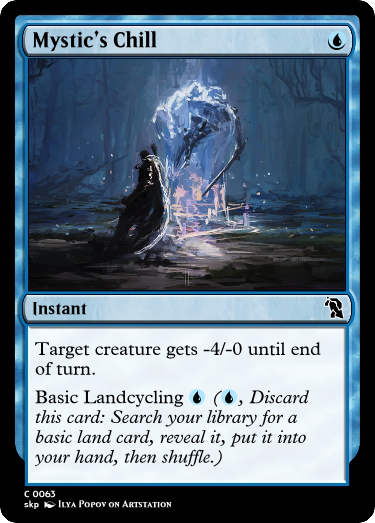 Mystic's Chill
Instant
Target creature gets -4/-0 until end
of turn.
Basic Landcycling (, Discard
this card: Search your library for a
basic land card, reveal it, put it into
your hand, then shuffle.)
C 0063
skp Ilya Popov on Artstation